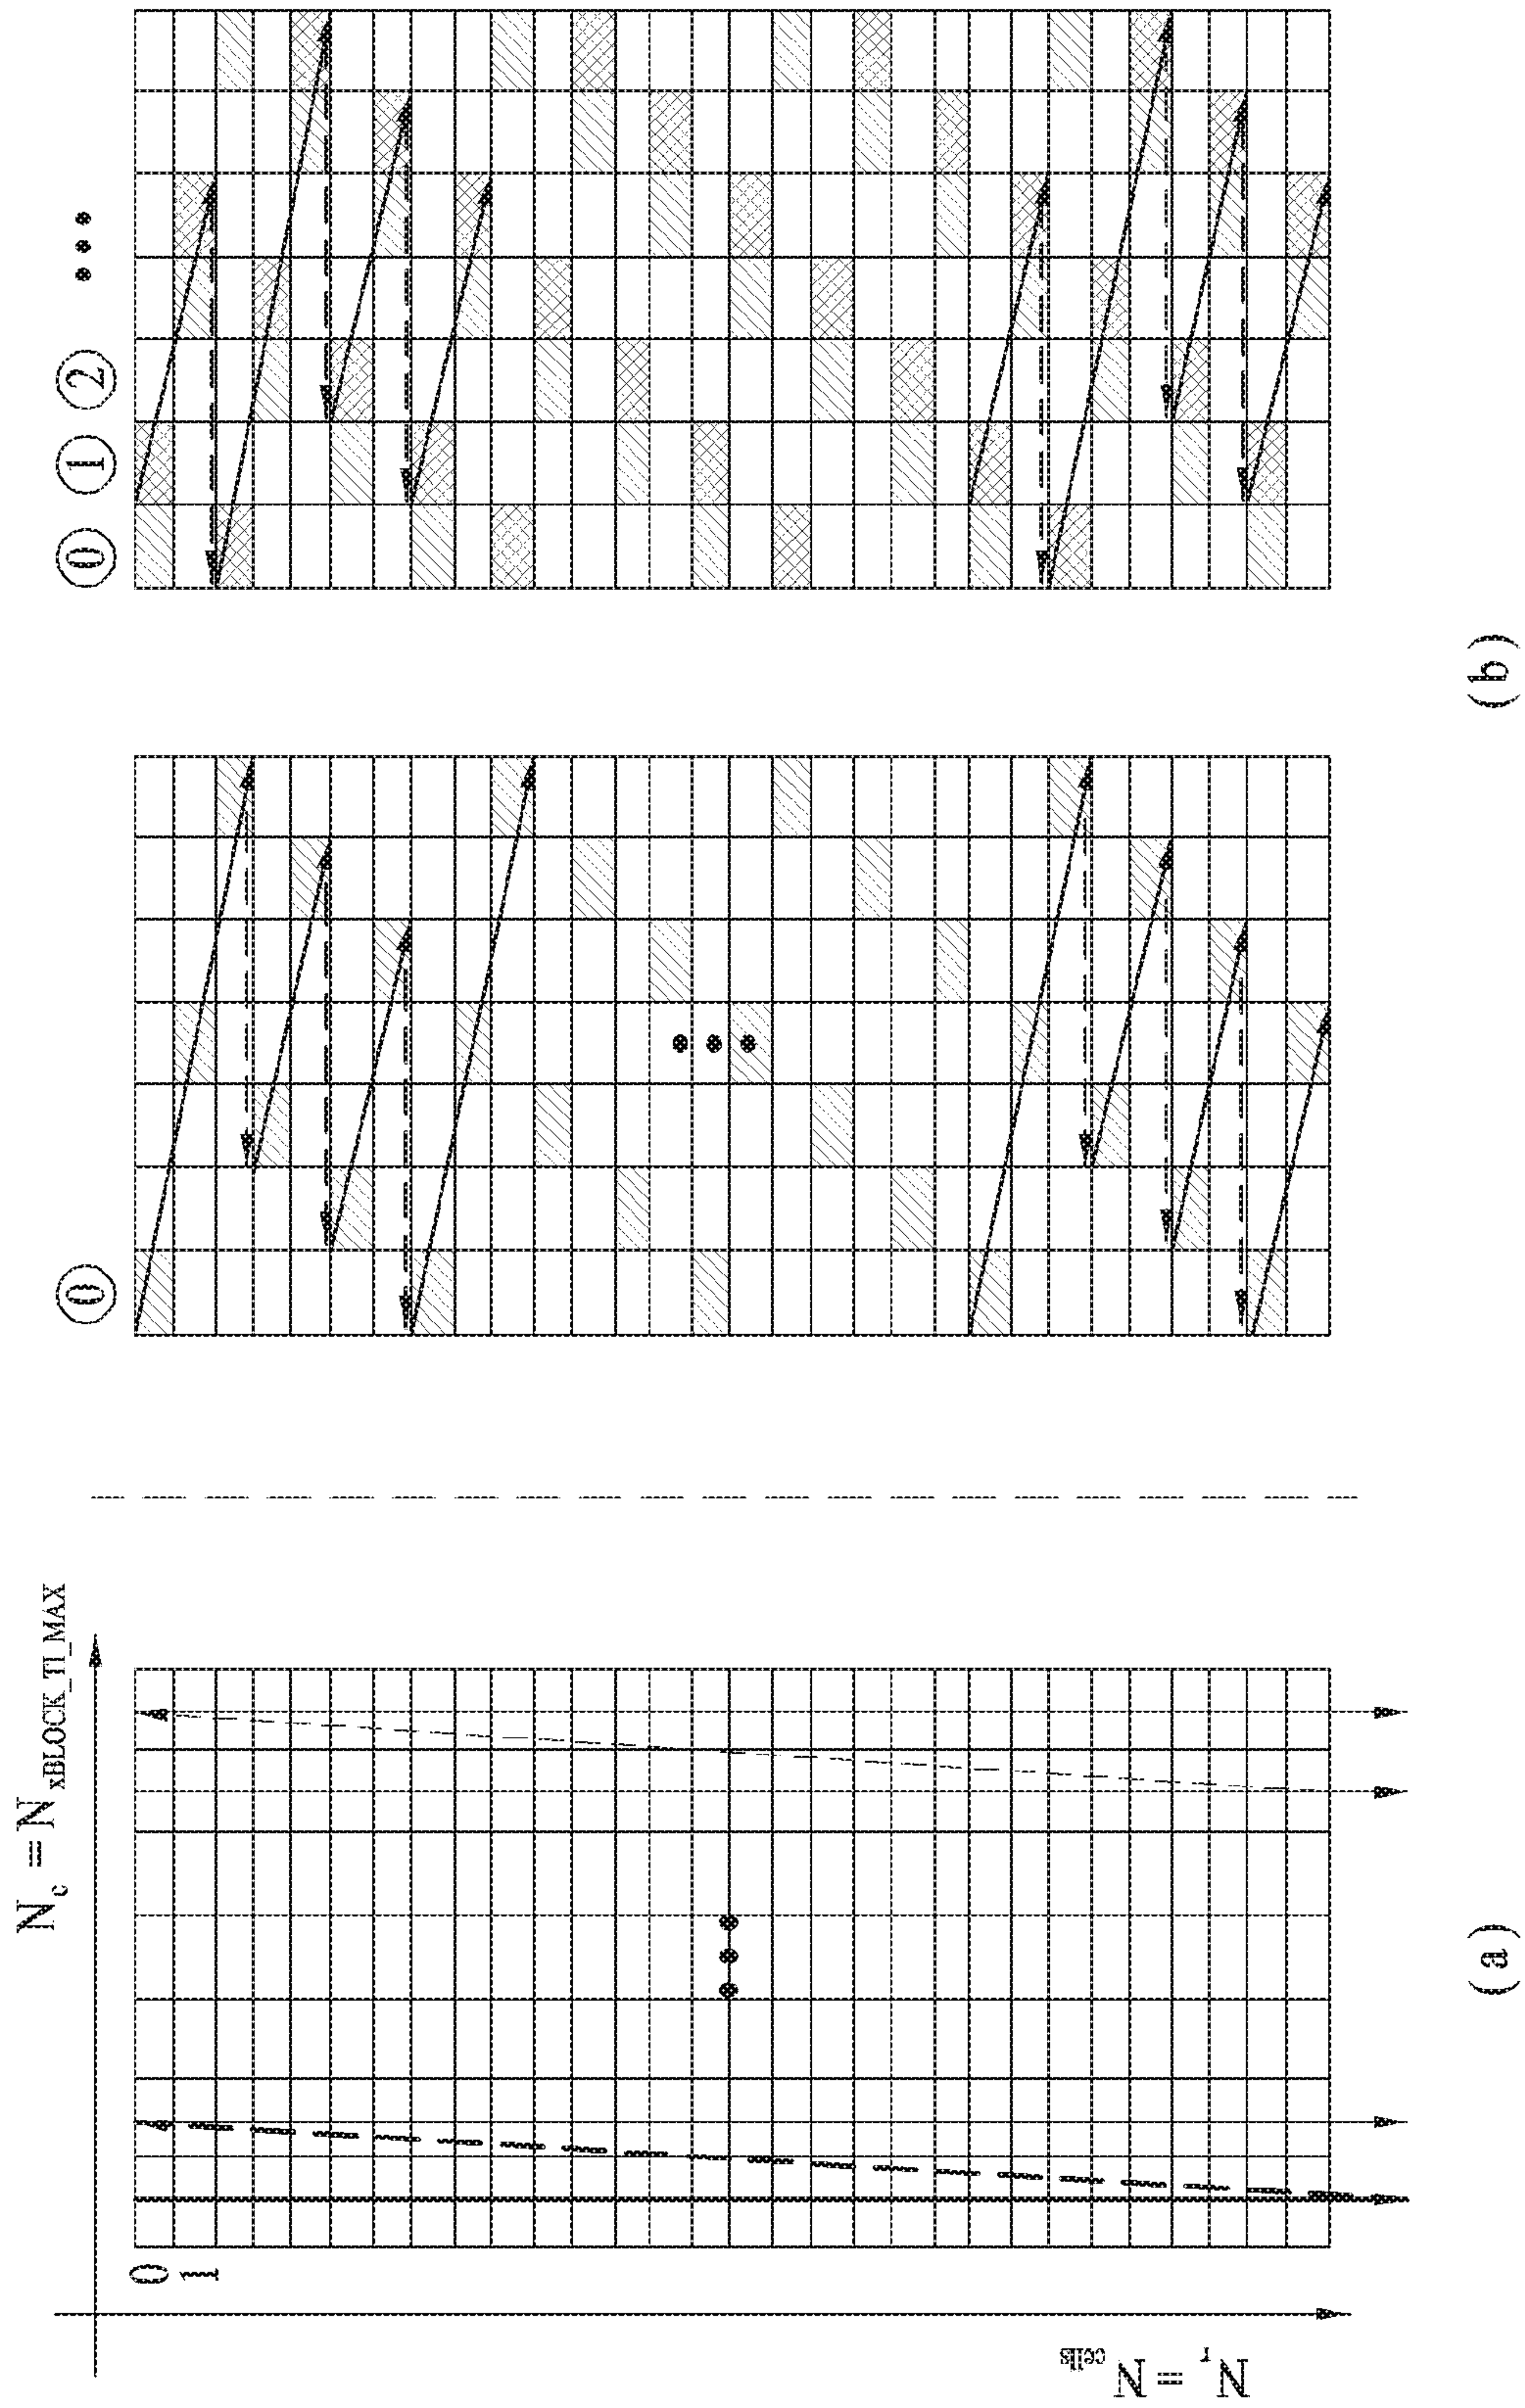 N_c = N_xBLOCK_TI_MAX
0
1
N_r = N_cells
(a)
⓪
⓪ ① ② •••
(b)